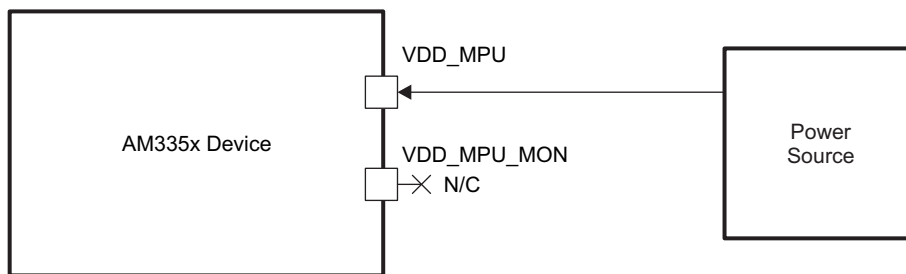 VDD_MPU
AM335x Device
Power
Source
VDD_MPU_MON
N/C